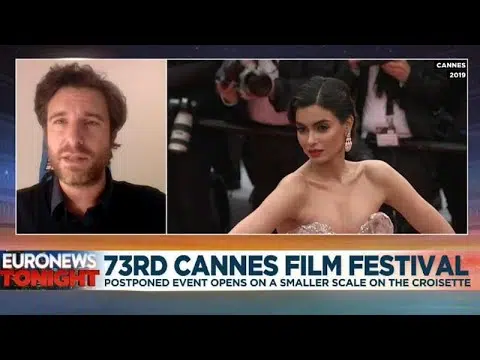 CANNES
2019
EURONEWS
TONIGHT
73RD CANNES FILM FESTIVAL
POSTPONED EVENT OPENS ON A SMALLER SCALE ON THE CROISETTE